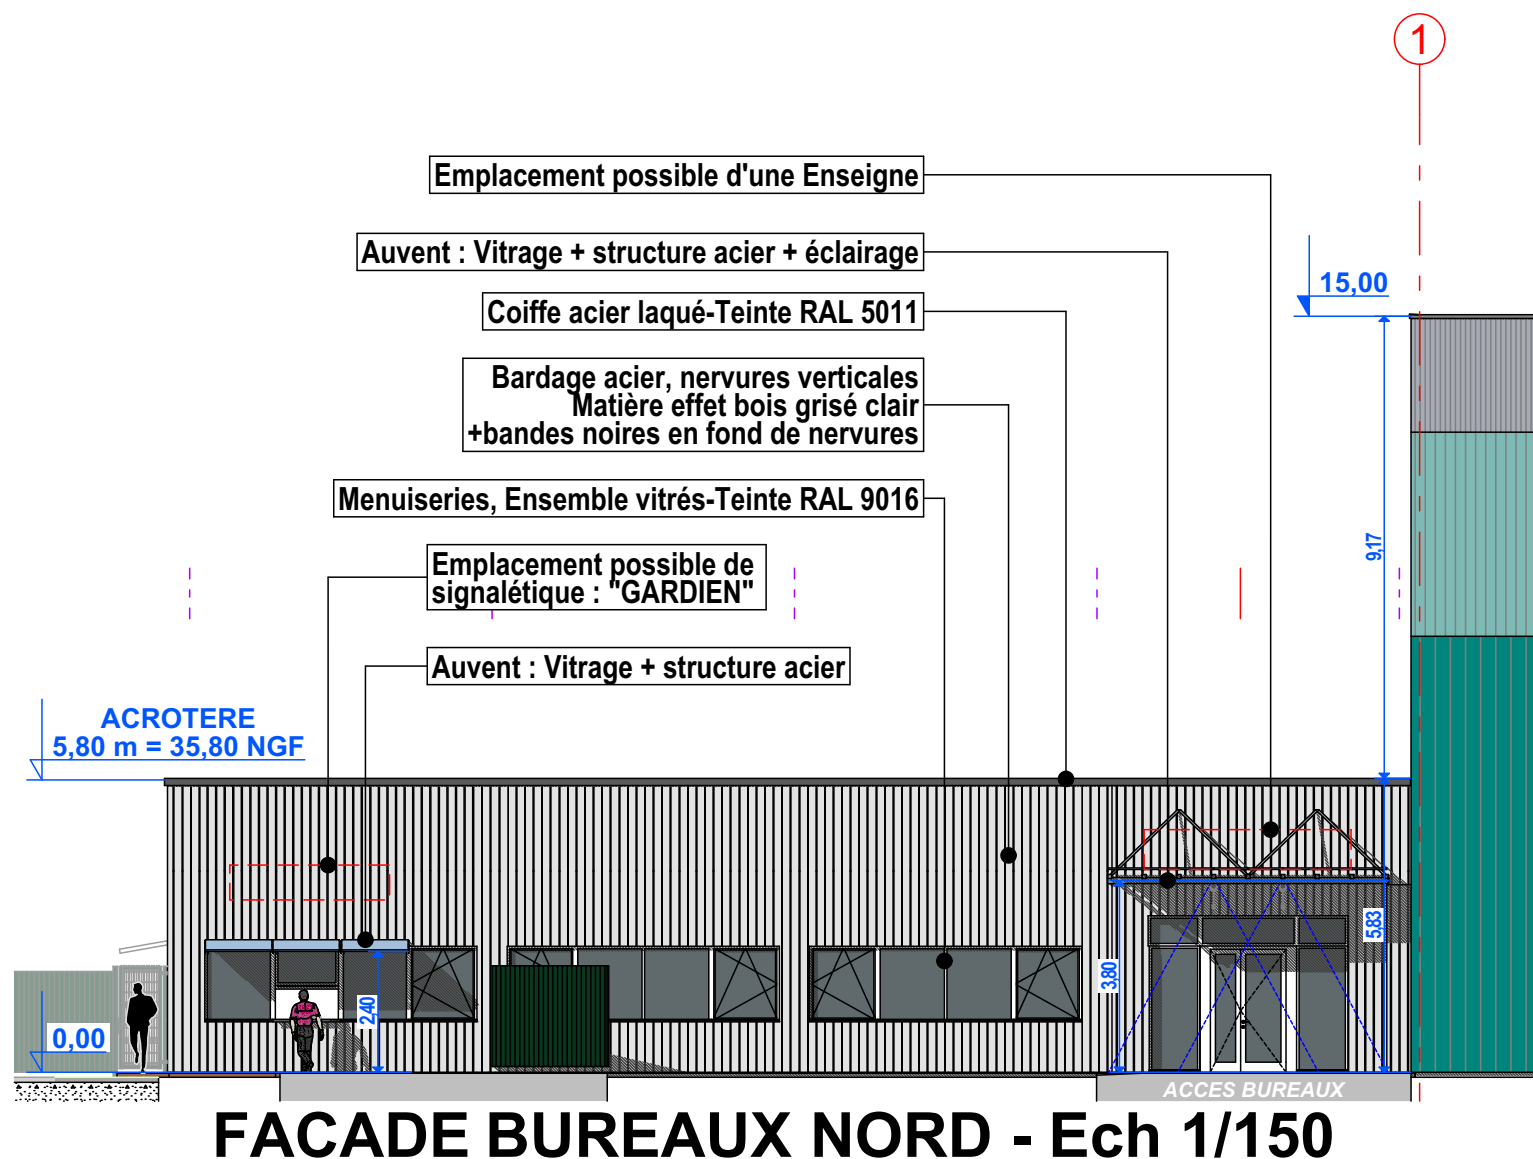 1
Emplacement possible d'une Enseigne
Auvent : Vitrage + structure acier + éclairage
15,00
Coiffe acier laqué-Teinte RAL 5011
Bardage acier, nervures verticales
Matière effet bois grisé clair
+bandes noires en fond de nervures
Menuiseries, Ensemble vitrés-Teinte RAL 9016
9,17
Emplacement possible de
signalétique : "GARDIEN"
Auvent : Vitrage + structure acier
ACROTERE
5,80 m = 35,80 NGF
5,83
3,80
2,40
0,00
ACCES BUREAUX
FACADE BUREAUX NORD - Ech 1/150